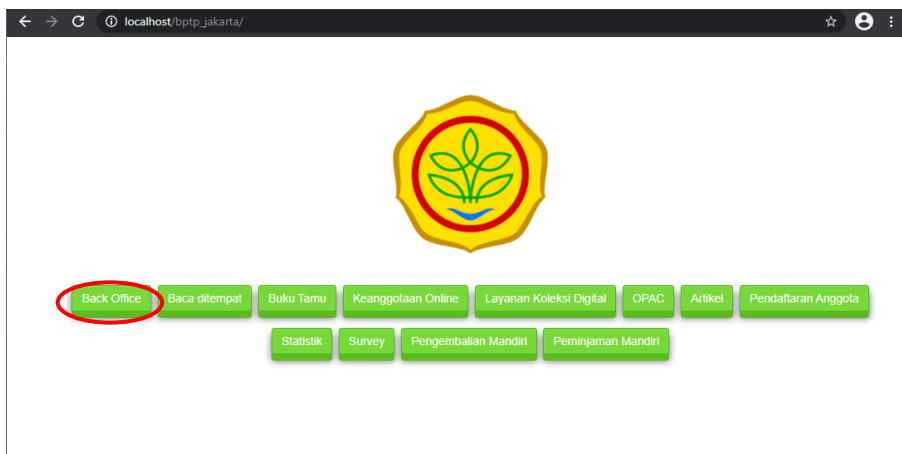 localhost/bptp_jakarta/
Back Office Baca ditempat Buku Tamu Keanggotaan Online Layanan Koleksi Digital OPAC Artikel Pendaftaran Anggota
Statistik Survey Pengembalian Mandiri Peminjaman Mandiri